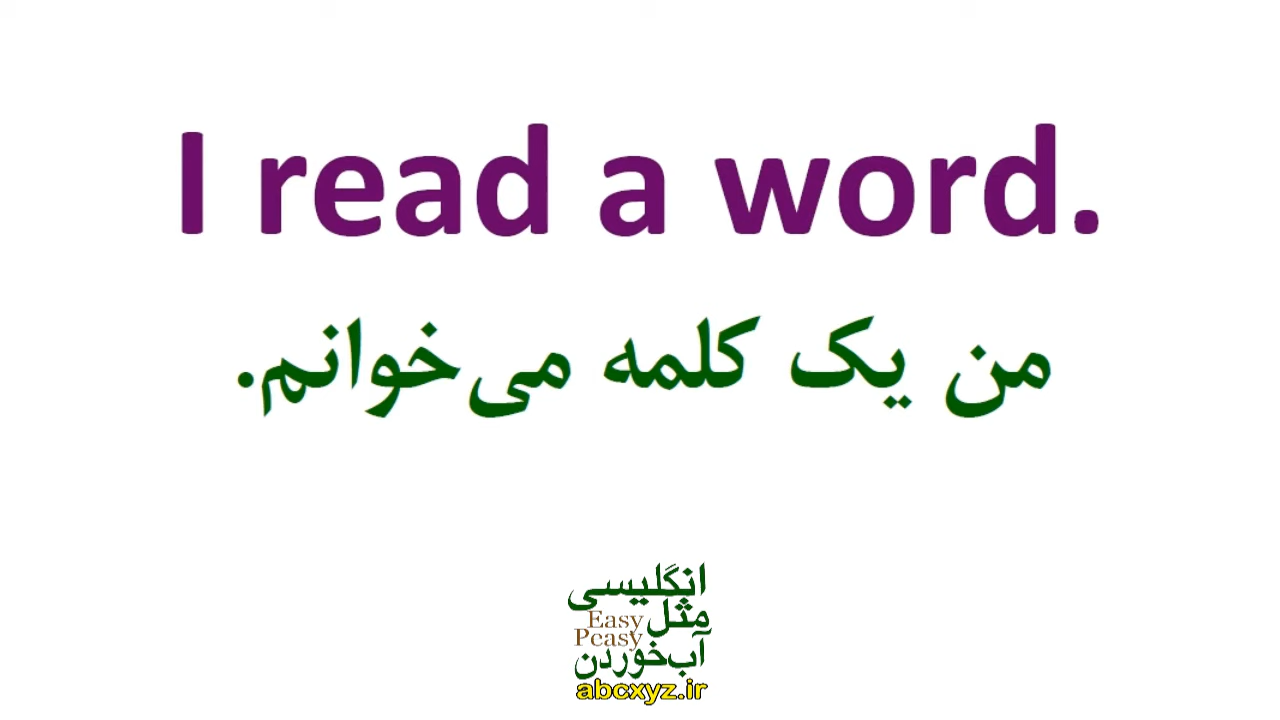 I read a word.
من یک کلمه می‌خوانم.
انگلیسی
مثل Easy
Peasy
آب‌خوردن
abcxyz.ir